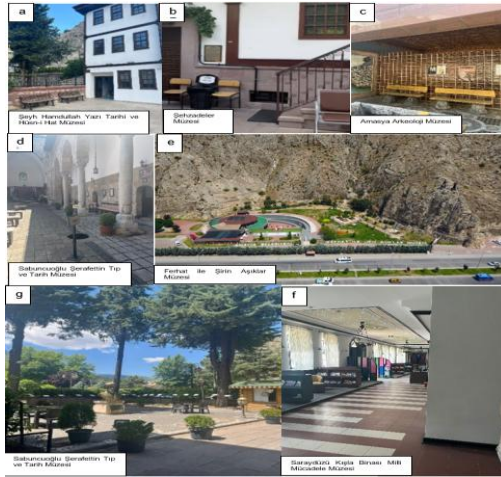 a
Şeyh Hamdullah Yazı Tarihi ve
Hüsn-i Hat Müzesi
b
Şehzadeler
Müzesi
c
Amasya Arkeoloji Müzesi
d
Sabuncuoğlu Şerafettin Tıp
ve Tarih Müzesi
e
Ferhat ile Şirin Aşıklar
Müzesi
g
Sabuncuoğlu Şerafettin Tıp
ve Tarih Müzesi
f
Saraydüzü Kışla Binası Milli
Mücadele Müzesi